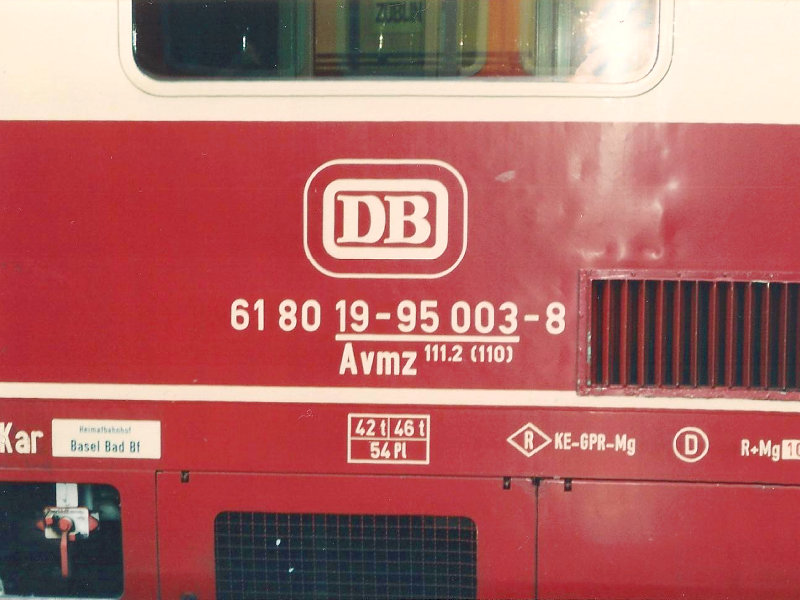 ZÜBLIN
DB
61 80 19-95 003-8
Avmz 111.2 (110)
Kar
Heimatbahnhof
Basel Bad Bf
42 t 46 t
54 Pl
R KE-GPR-Mg D R+Mg